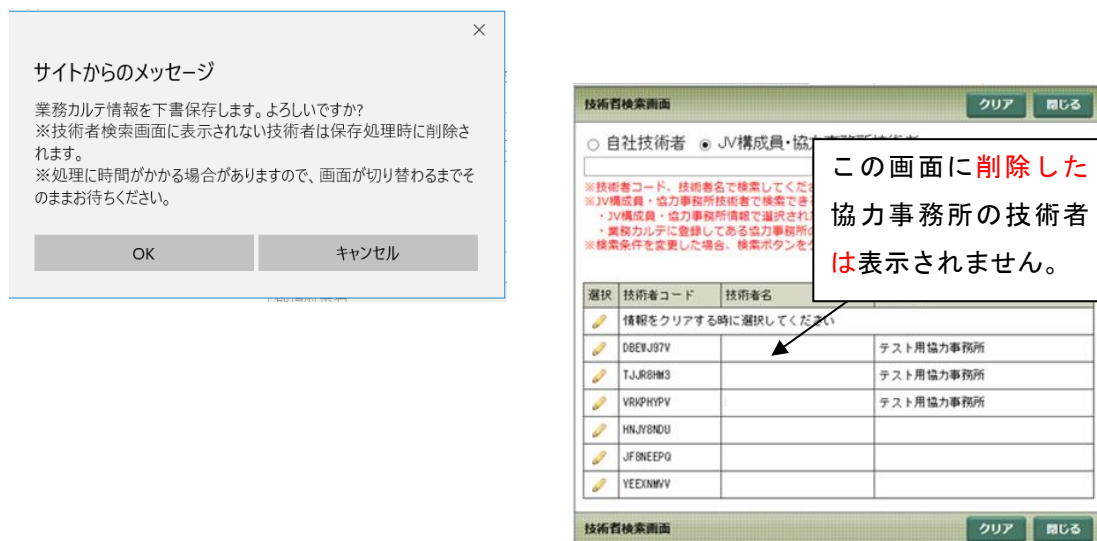 サイトからのメッセージ
業務カルテ情報を下書保存します。よろしいですか?
※技術者検索画面に表示されない技術者は保存処理時に削除さ
れます。
※処理に時間がかかる場合がありますので、画面が切り替わるまでそ
のままお待ちください。
OK キャンセル
技術者検索画面 クリア 閉じる
自社技術者 JV構成員・協力事務所技術者
※技術者コード、技術者名で検索してくだ
※JV構成員・協力事務所技術者で検索でき
・JV構成員・協力事務所情報で選択され
・業務カルテに登録してある協力事務所の
※検索条件を変更した場合、検索ボタンを
この画面に削除した
協力事務所の技術者
は表示されません。
選択 技術者コード 技術者名
情報をクリアする時に選択してください
DBEWJ97V テスト用協力事務所
TJJR8HM3 テスト用協力事務所
VRKPHYPV テスト用協力事務所
HNJY8NDU
JF8NEEPQ
YEEXNWVV
技術者検索画面 クリア 閉じる